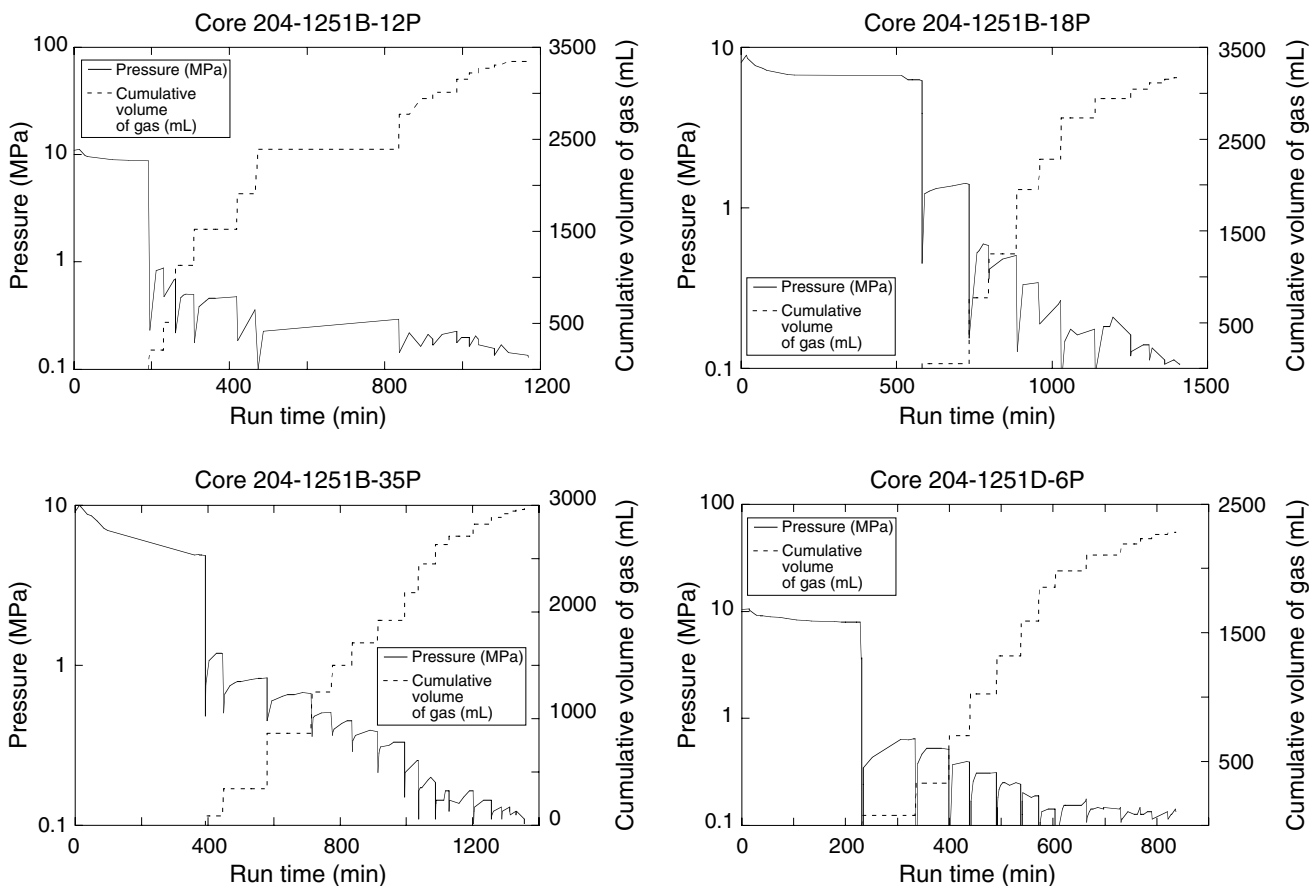 Core 204-1251B-12P
100
10
1
0.1
Pressure (MPa)
Pressure (MPa)
Cumulative
volume
of gas (mL)
3500
2500
1500
500
Cumulative volume of gas (mL)
0
400
800
1200
Run time (min)
Core 204-1251B-18P
10
1
0.1
Pressure (MPa)
Pressure (MPa)
Cumulative
volume
of gas (mL)
3500
2500
1500
500
Cumulative volume of gas (mL)
0
500
1000
1500
Run time (min)
Core 204-1251B-35P
10
1
0.1
Pressure (MPa)
Pressure (MPa)
Cumulative
volume
of gas (mL)
3000
2000
1000
0
Cumulative volume of gas (mL)
0
400
800
1200
Run time (min)
Core 204-1251D-6P
100
10
1
0.1
Pressure (MPa)
Pressure (MPa)
Cumulative
volume
of gas (mL)
2500
1500
500
Cumulative volume of gas (mL)
0
200
400
600
800
Run time (min)